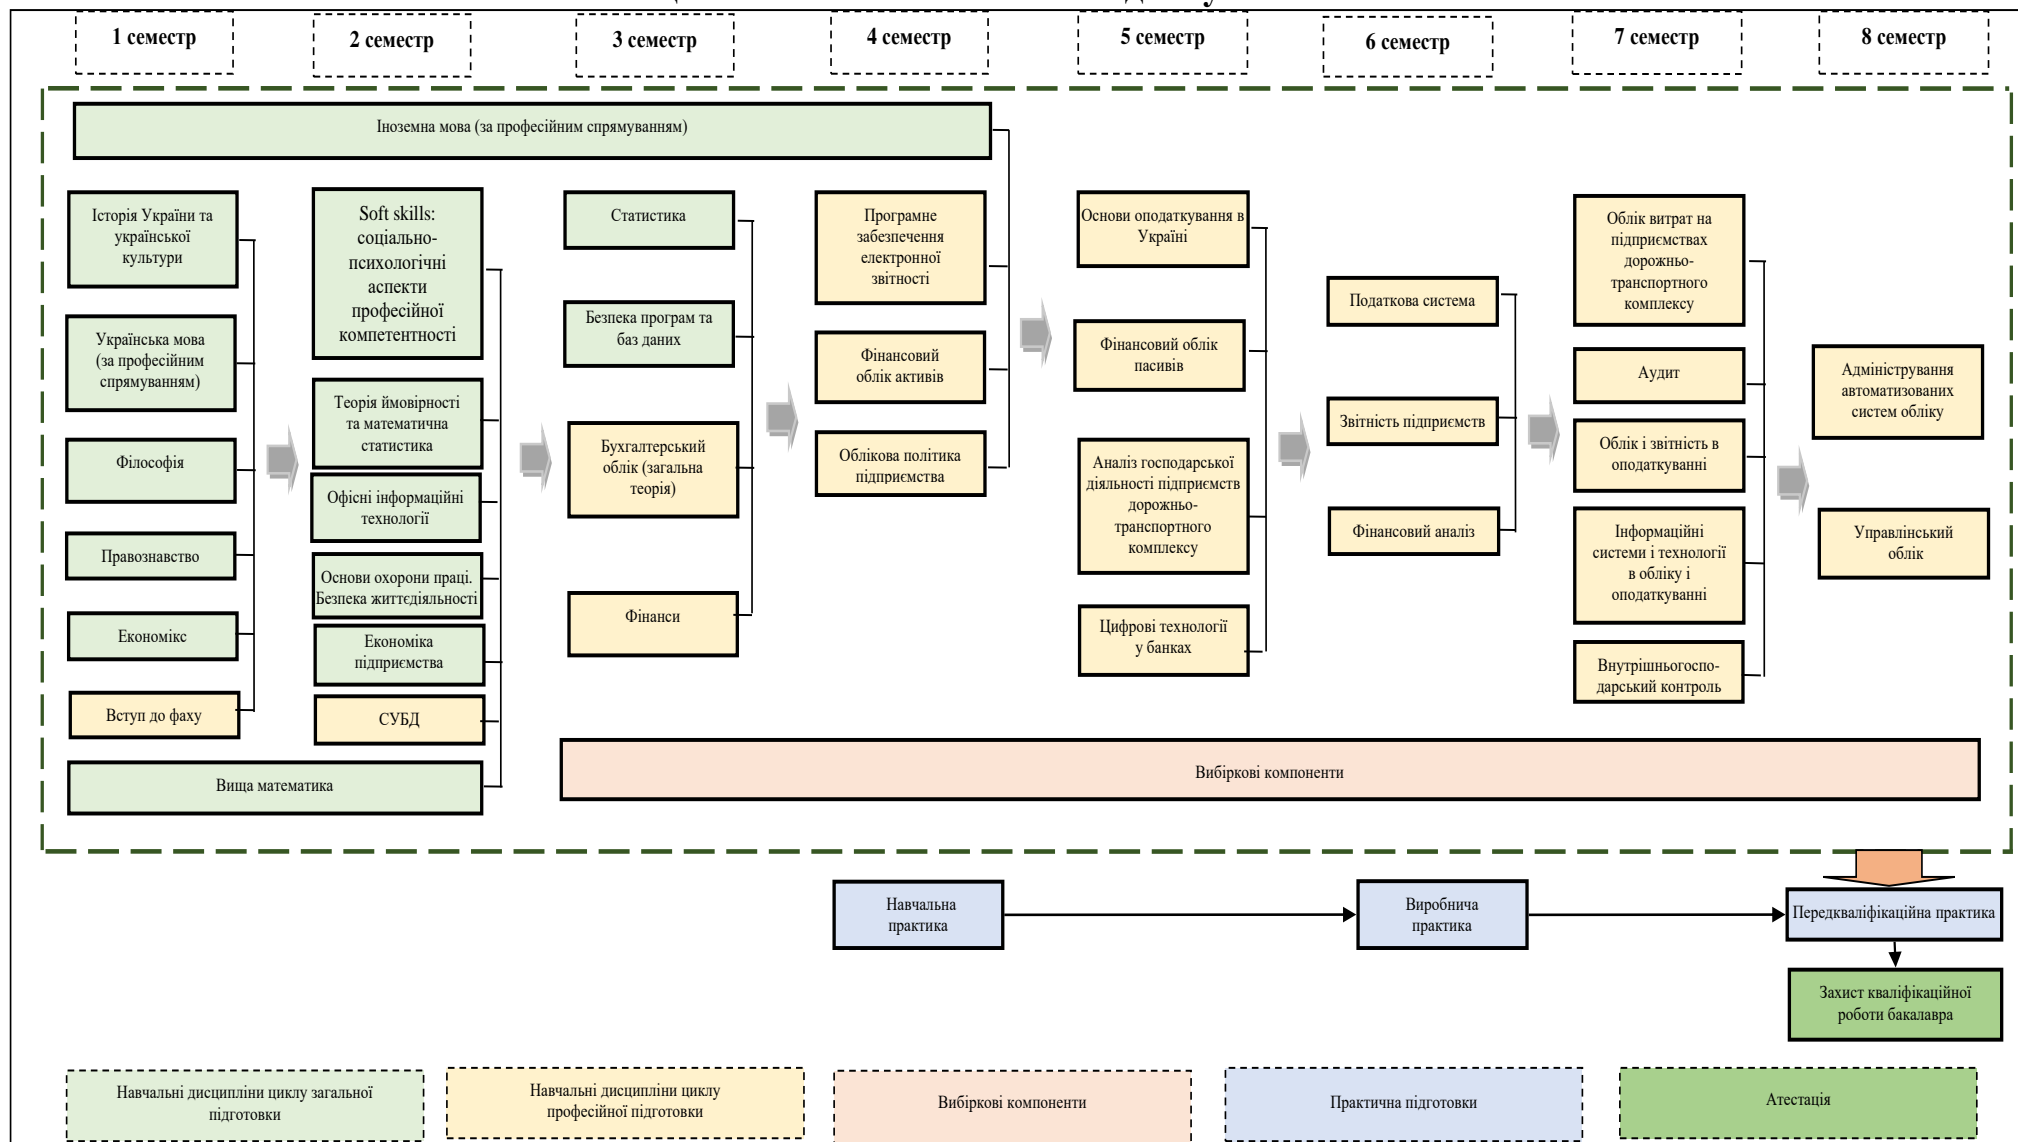 1 семестр
2 семестр
3 семестр
4 семестр
5 семестр
6 семестр
7 семестр
8 семестр
Іноземна мова (за професійним спрямуванням)
Історія України та
української
культури
Українська мова
(за професійним
спрямуванням)
Філософія
Правознавство
Економікс
Вступ до фаху
Вища математика
Soft skills:
соціально-
психологічні
аспекти
професійної
компетентності
Теорія ймовірності
та математична
статистика
Офісні інформаційні
технології
Основи охорони праці.
Безпека життєдіяльності
Економіка
підприємства
СУБД
Статистика
Безпека програм та
баз даних
Бухгалтерський
облік (загальна
теорія)
Фінанси
Програмне
забезпечення
електронної
звітності
Фінансовий
облік активів
Облікова політика
підприємства
Основи оподаткування в
Україні
Фінансовий облік
пасивів
Аналіз господарської
діяльності підприємств
дорожньо-
транспортного
комплексу
Цифрові технології
у банках
Податкова система
Звітність підприємств
Фінансовий аналіз
Облік витрат на
підприємствах
дорожньо-
транспортного
комплексу
Аудит
Облік і звітність в
оподаткуванні
Інформаційні
системи і технології
в обліку і
оподаткуванні
Внутрішньогоспо-
дарський контроль
Адміністрування
автоматизованих
систем обліку
Управлінський
облік
Вибіркові компоненти
Навчальна
практика
Виробнича
практика
Передкваліфікаційна практика
Захист кваліфікаційної
роботи бакалавра
Навчальні дисципліни циклу загальної
підготовки
Навчальні дисципліни циклу
професійної підготовки
Вибіркові компоненти
Практична підготовки
Атестація